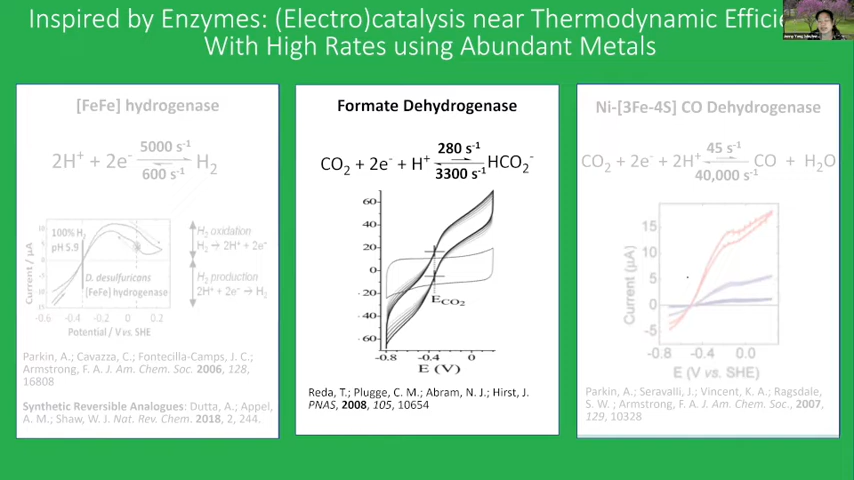 Inspired by Enzymes: (Electro)catalysis near Thermodynamic
With High Rates using Abundant Metals
[FeFe] hydrogenase
2H⁺ + 2e⁻ 5000 s⁻¹ 600 s⁻¹ H₂
100% H
pH 5.9
D. desulfuricans
[FeFe] hydrogenase
Current / µA
-0.6 -0.4 -0.2 0 0.2
Potential / V vs. SHE
H₂ oxidation
H₂ → 2H⁺ + 2e⁻
H₂ production
2H⁺ + 2e⁻ → H₂
Parkin, A.; Cavazza, C.; Fontecilla-Camps, J. C.;
Armstrong, F. A. J. Am. Chem. Soc. 2006, 128,
16808
Synthetic Reversible Analogues: Dutta, A.; Appel,
A. M.; Shaw, W. J. Nat. Rev. Chem. 2018, 2, 244.
Formate Dehydrogenase
CO₂ + 2e⁻ + H⁺ 280 s⁻¹ 3300 s⁻¹ HCO₂⁻
60
40
20
0
-20
-40
60
E CO₂
-0.8 -0.4 0.0
E (V)
Reda, T.; Plugge, C. M.; Abram, N. J.; Hirst, J.
PNAS, 2008, 105, 10654
Ni-[3Fe-4S] CO Dehydrogenase
CO₂ + 2e⁻ + 2H⁺ 45 s⁻¹ 40,000 s⁻¹ CO + H₂O
Current (µA)
15
10
5
0
-5
-0.8 -0.4 0.0
E (V vs. SHE)
Parkin, A.; Seravalli, J.; Vincent, K. A.; Ragsdale,
S. W.; Armstrong, F. A. J. Am. Chem. Soc., 2007,
129, 10328